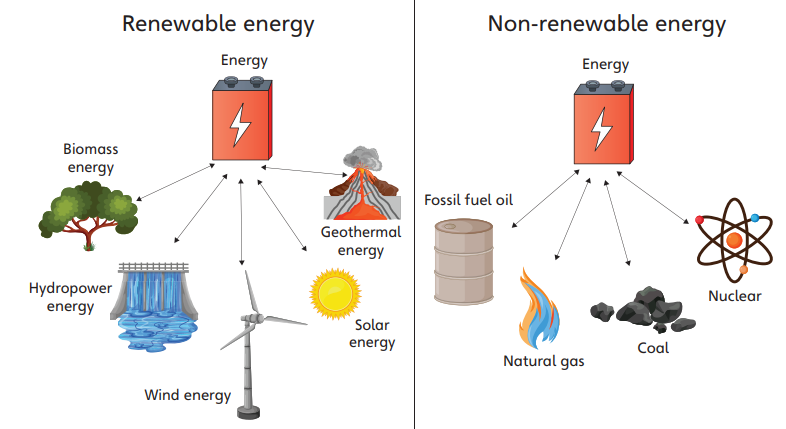 Renewable energy
Energy
Biomass
energy
Geothermal
energy
Hydropower
energy
Solar
energy
Wind energy
Non-renewable energy
Energy
Fossil fuel oil
Nuclear
Coal
Natural gas